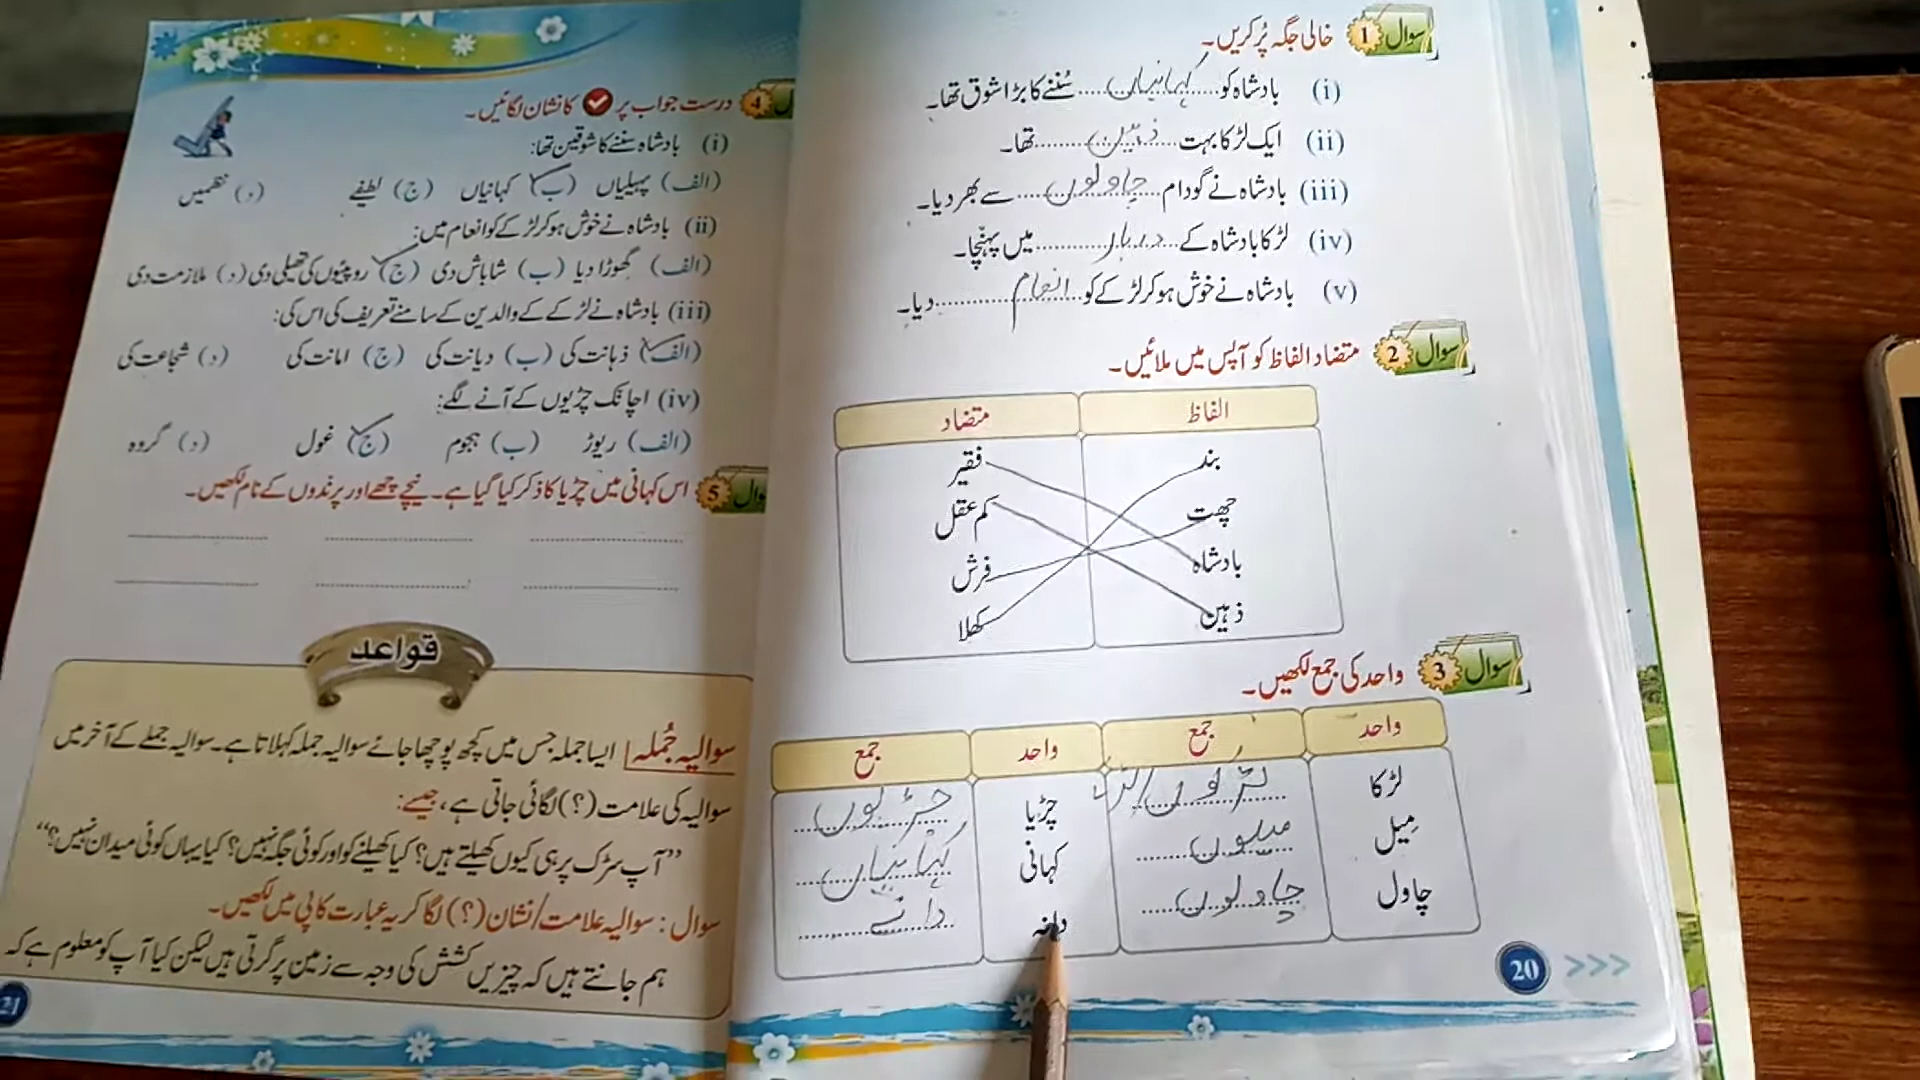 سوال 1 خالی جگہ پُر کریں۔
(i) بادشاہ کو کہانیاں سُننے کا بڑا شوق تھا۔
(ii) ایک لڑکا بہت ذہین تھا۔
(iii) بادشاہ نے گودام چاولوں سے بھر دیا۔
(iv) لڑکا بادشاہ کے دربار میں پہنچا۔
(v) بادشاہ نے خوش ہو کر لڑکے کو انعام دیا۔
سوال 2 متضاد الفاظ کو آپس میں ملائیں۔
الفاظ متضاد
بند فقیر
چھت کم عقل
بادشاہ فرش
ذہین کھلا
سوال 3 واحد کی جمع لکھیں۔
واحد جمع واحد جمع
لڑکا لڑکوں چڑیا چڑیوں
مِیل میلوں کہانی کہانیاں
چاول چاولوں دانہ دانے
20 >>>
4 درست جواب پر کا نشان لگائیں۔
(i) بادشاہ سننے کا شوقین تھا:
(الف) پہیلیاں (ب) کہانیاں (ج) لطیفے (د) نظمیں
(ii) بادشاہ نے خوش ہو کر لڑکے کو انعام میں:
(الف) گھوڑا دیا (ب) شاباش دی (ج) روپیّوں کی تھیلی دی (د) ملازمت دی
(iii) بادشاہ نے لڑکے کے والدین کے سامنے تعریف کی اس کی:
(الف) ذہانت کی (ب) دیانت کی (ج) امانت کی (د) شجاعت کی
(iv) اچانک چڑیوں کے آنے لگے:
(الف) ریوڑ (ب) ہجوم (ج) غول (د) گروہ
5 اس کہانی میں چڑیا کا ذکر کیا گیا ہے۔ نیچے چھے اور پرندوں کے نام لکھیں۔
قواعد
سوالیہ جُملہ ایسا جملہ جس میں کچھ پوچھا جائے سوالیہ جملہ کہلاتا ہے۔ سوالیہ جملے کے آخر میں
سوالیہ کی علامت (؟) لگائی جاتی ہے، جیسے:
”آپ سڑک پر ہی کیوں کھیلتے ہیں؟ کیا کھیلنے کو اور کوئی جگہ نہیں؟ کیا یہاں کوئی میدان نہیں؟“
سوال: سوالیہ علامت/نشان (؟) لگا کر یہ عبارت کاپی میں لکھیں۔
ہم جانتے ہیں کہ چیزیں کشش کی وجہ سے زمین پر گرتی ہیں لیکن کیا آپ کو معلوم ہے کہ
21